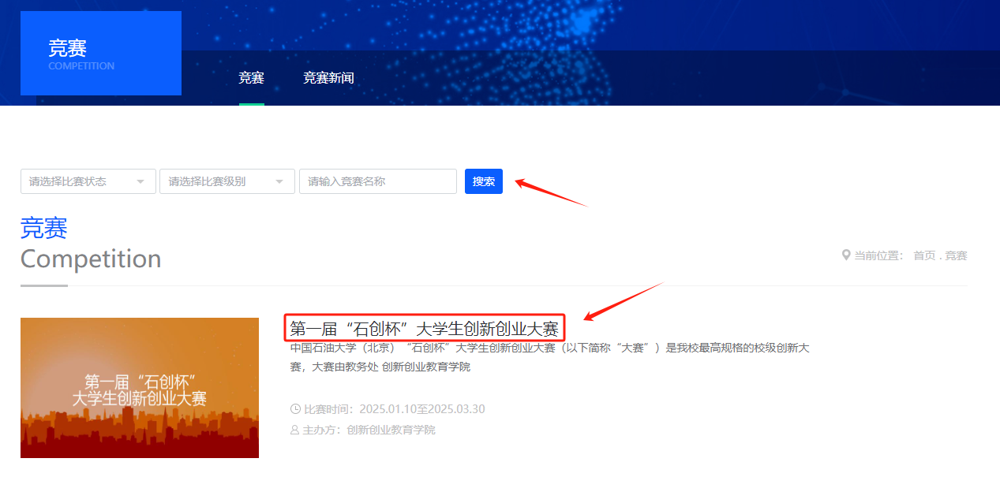 竞赛
COMPETITION
竞赛
竞赛新闻
请选择比赛状态
请选择比赛级别
请输入竞赛名称
搜索
竞赛
Competition
当前位置： 首页 . 竞赛
第一届“石创杯”
大学生创新创业大赛
第一届“石创杯”大学生创新创业大赛
中国石油大学（北京）“石创杯”大学生创新创业大赛（以下简称“大赛”）是我校最高规格的校级创新大
赛，大赛由教务处 创新创业教育学院
比赛时间：2025.01.10至2025.03.30
主办方：创新创业教育学院